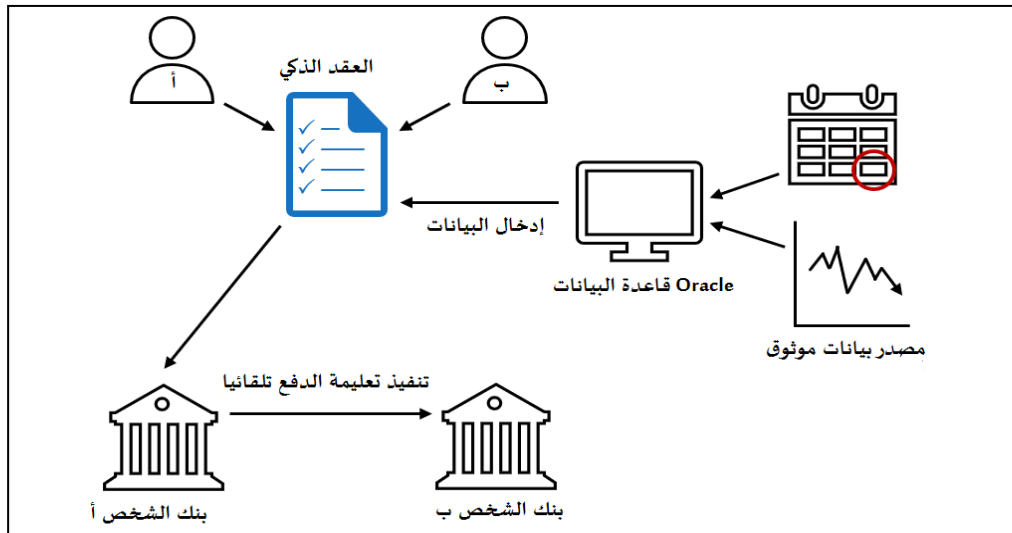 أ
العقد الذكي
ب
إدخال البيانات
قاعدة البيانات Oracle
مصدر بيانات موثوق
تنفيذ تعليمة الدفع تلقائيا
بنك الشخص أ
بنك الشخص ب